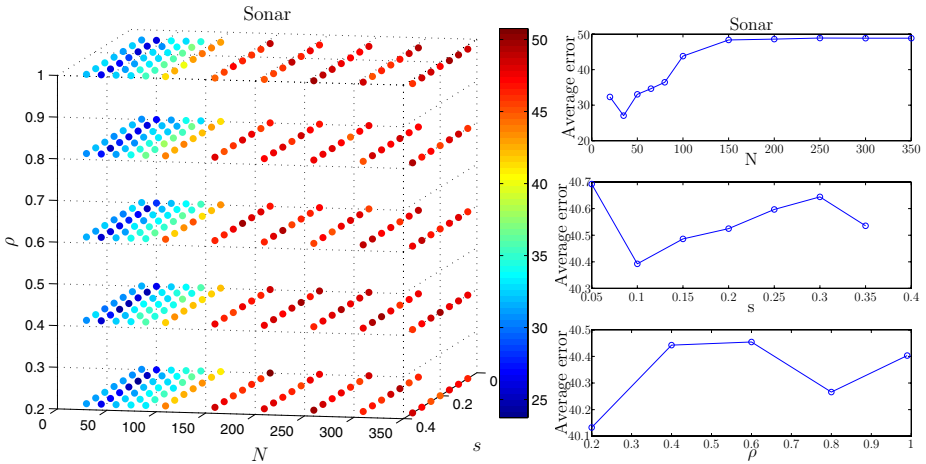 Sonar
1
0.9
0.8
0.7
0.6
0.5
0.4
0.3
0.2
ρ
0
50
100
150
200
250
300
350
N
0.4
0.2
0
s
50
45
40
35
30
25
Sonar
50
40
30
20
Average error
0 50 100 150 200 250 300 350
N
40.7
40.6
40.5
40.4
40.3
Average error
0.05 0.1 0.15 0.2 0.25 0.3 0.35 0.4
s
40.5
40.4
40.3
40.2
40.1
Average error
0.2 0.3 0.4 0.5 0.6 0.7 0.8 0.9 1
ρ